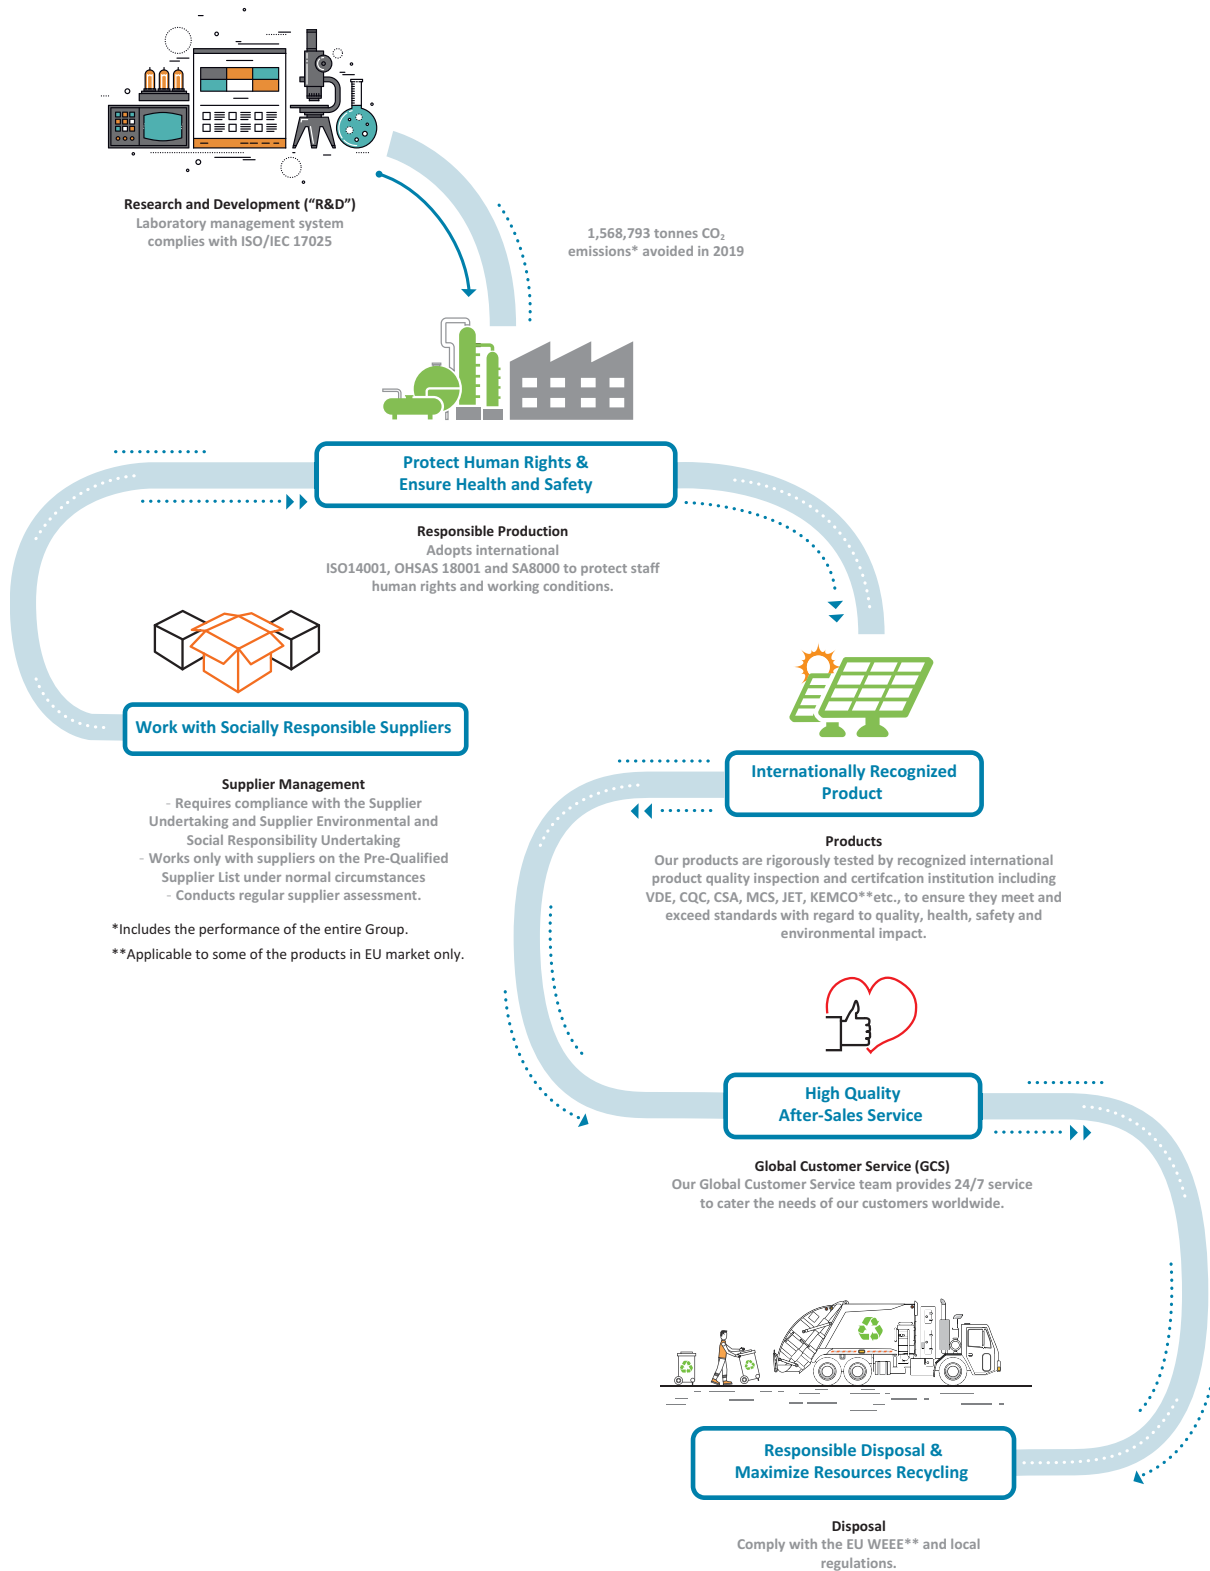 Research and Development (“R&D”)
Laboratory management system
complies with ISO/IEC 17025
1,568,793 tonnes CO₂
emissions* avoided in 2019
Protect Human Rights &
Ensure Health and Safety
Responsible Production
Adopts international
ISO14001, OHSAS 18001 and SA8000 to protect staff
human rights and working conditions.
Work with Socially Responsible Suppliers
Supplier Management
- Requires compliance with the Supplier
Undertaking and Supplier Environmental and
Social Responsibility Undertaking
- Works only with suppliers on the Pre-Qualified
Supplier List under normal circumstances
- Conducts regular supplier assessment.
*Includes the performance of the entire Group.
**Applicable to some of the products in EU market only.
Internationally Recognized
Product
Products
Our products are rigorously tested by recognized international
product quality inspection and certifcation institution including
VDE, CQC, CSA, MCS, JET, KEMCO**etc., to ensure they meet and
exceed standards with regard to quality, health, safety and
environmental impact.
High Quality
After-Sales Service
Global Customer Service (GCS)
Our Global Customer Service team provides 24/7 service
to cater the needs of our customers worldwide.
Responsible Disposal &
Maximize Resources Recycling
Disposal
Comply with the EU WEEE** and local
regulations.